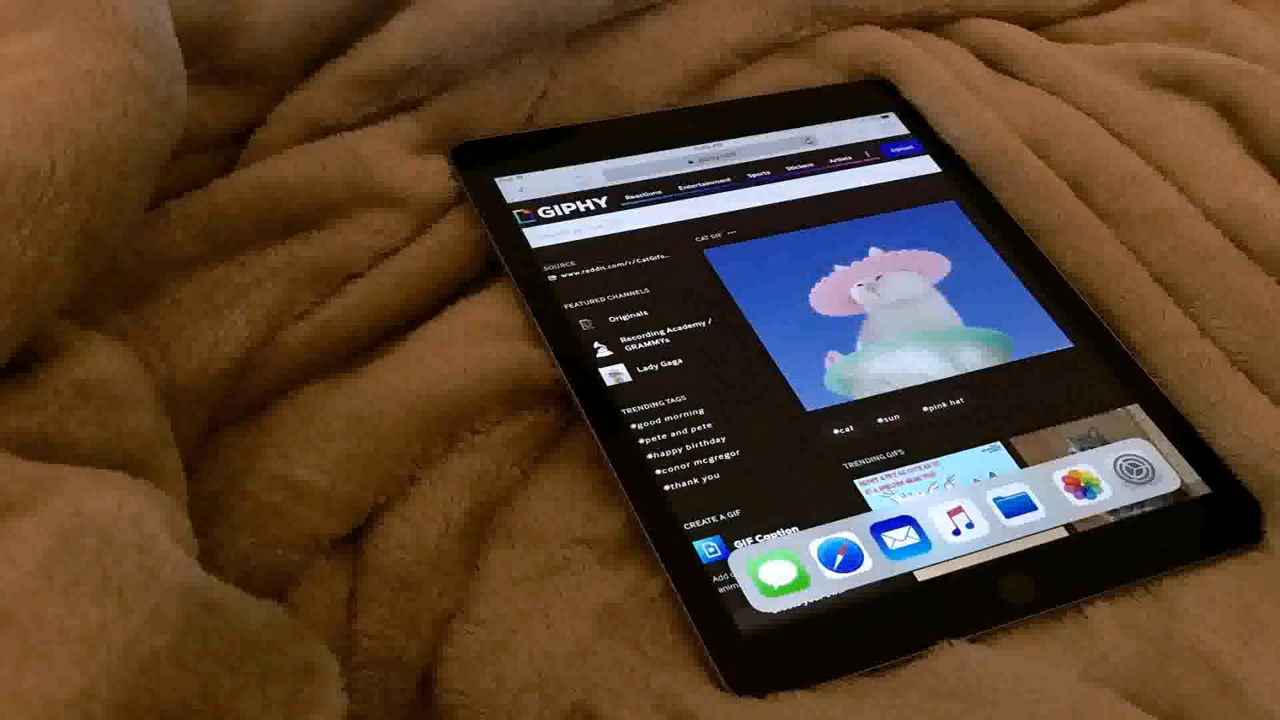 GIPHY
Reactions Entertainment Sports Stickers Artists Upload
CAT GIF
SOURCE
www.reddit.com/r/CatGifs...
FEATURED CHANNELS
Originals
Recording Academy /
GRAMMYs
Lady Gaga
TRENDING TAGS
#good morning
#pete and pete
#happy birthday
#conor mcgregor
#thank you
#cat #sun #pink hat
TRENDING GIFS
CREATE A GIF
GIF Caption